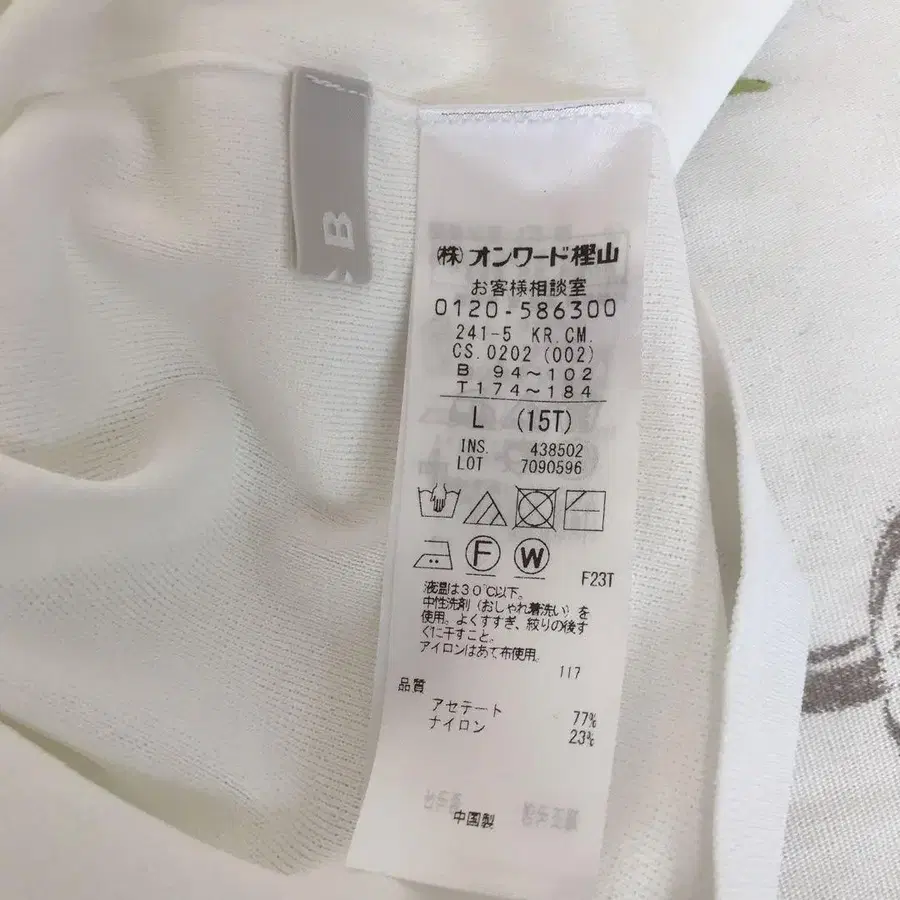 B
(株)オンワード樫山
お客様相談室
0120-586300
241-5 KR.CM.
CS.0202 (002)
B 94～102
T174～184
L (15T)
INS. 438502
LOT 7090596
F
W
F23T
液温は30℃以下。
中性洗剤(おしゃれ着洗い)を
使用。よくすすぎ、絞りの後す
ぐに干すこと。
アイロンはあて布使用。
117
品質
アセテート 77%
ナイロン 23%
中国製